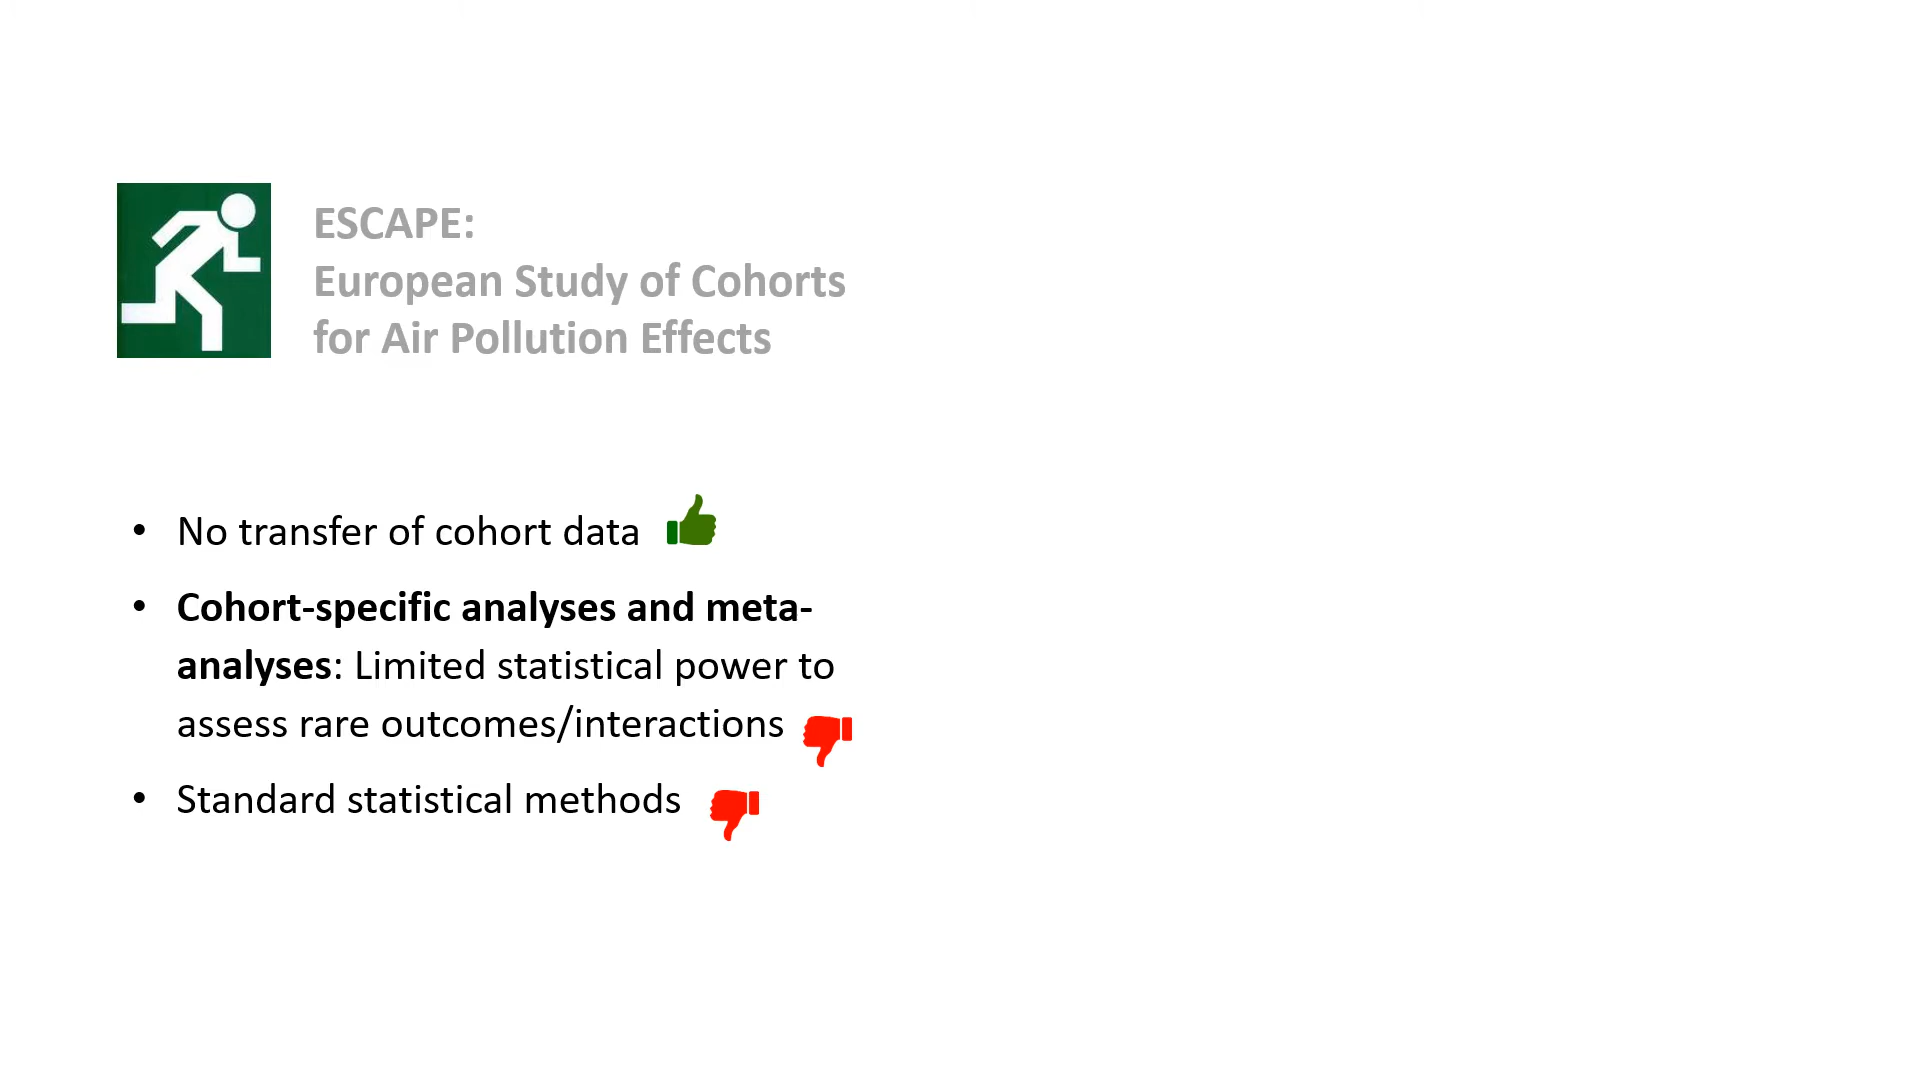 ESCAPE:
European Study of Cohorts
for Air Pollution Effects
• No transfer of cohort data
• Cohort-specific analyses and meta-
analyses: Limited statistical power to
assess rare outcomes/interactions
• Standard statistical methods